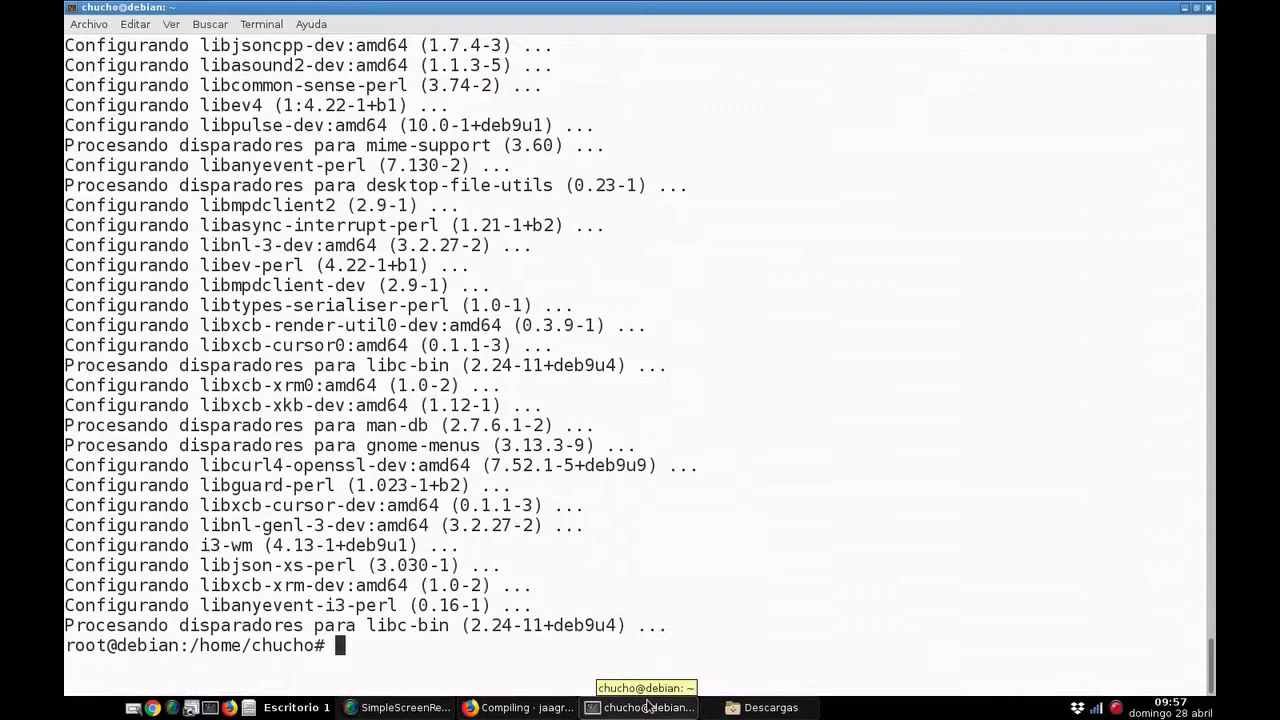 chucho@debian: ~
Archivo Editar Ver Buscar Terminal Ayuda
Configurando libjsoncpp-dev:amd64 (1.7.4-3) ...
Configurando libasound2-dev:amd64 (1.1.3-5) ...
Configurando libcommon-sense-perl (3.74-2) ...
Configurando libev4 (1:4.22-1+b1) ...
Configurando libpulse-dev:amd64 (10.0-1+deb9u1) ...
Procesando disparadores para mime-support (3.60) ...
Configurando libanyevent-perl (7.130-2) ...
Procesando disparadores para desktop-file-utils (0.23-1) ...
Configurando libmpdclient2 (2.9-1) ...
Configurando libasync-interrupt-perl (1.21-1+b2) ...
Configurando libnl-3-dev:amd64 (3.2.27-2) ...
Configurando libev-perl (4.22-1+b1) ...
Configurando libmpdclient-dev (2.9-1) ...
Configurando libtypes-serialiser-perl (1.0-1) ...
Configurando libxcb-render-util0-dev:amd64 (0.3.9-1) ...
Configurando libxcb-cursor0:amd64 (0.1.1-3) ...
Procesando disparadores para libc-bin (2.24-11+deb9u4) ...
Configurando libxcb-xrm0:amd64 (1.0-2) ...
Configurando libxcb-xkb-dev:amd64 (1.12-1) ...
Procesando disparadores para man-db (2.7.6.1-2) ...
Procesando disparadores para gnome-menus (3.13.3-9) ...
Configurando libcurl4-openssl-dev:amd64 (7.52.1-5+deb9u9) ...
Configurando libguard-perl (1.023-1+b2) ...
Configurando libxcb-cursor-dev:amd64 (0.1.1-3) ...
Configurando libnl-genl-3-dev:amd64 (3.2.27-2) ...
Configurando i3-wm (4.13-1+deb9u1) ...
Configurando libjson-xs-perl (3.030-1) ...
Configurando libxcb-xrm-dev:amd64 (1.0-2) ...
Configurando libanyevent-i3-perl (0.16-1) ...
Procesando disparadores para libc-bin (2.24-11+deb9u4) ...
root@debian:/home/chucho#
chucho@debian: ~
Escritorio 1 SimpleScreenRe... Compiling · jaagr... chucho@debian... Descargas 09:57
domingo 28 abril